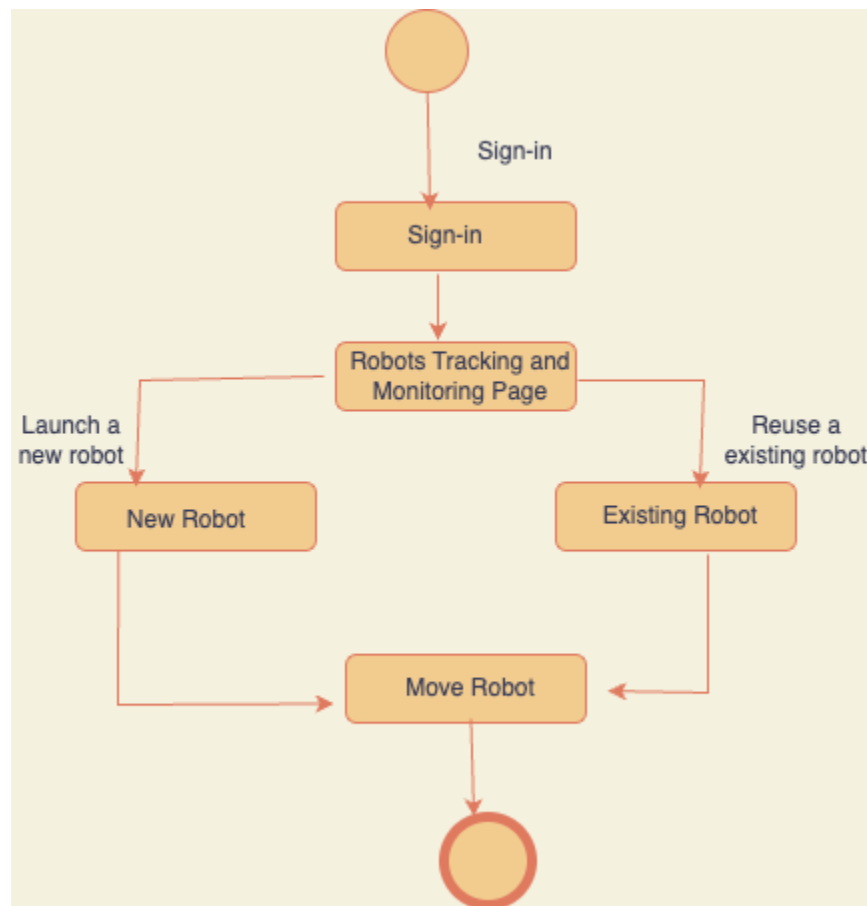 Sign-in
Sign-in
Robots Tracking and
Monitoring Page
Launch a
new robot
Reuse a
existing robot
New Robot
Existing Robot
Move Robot